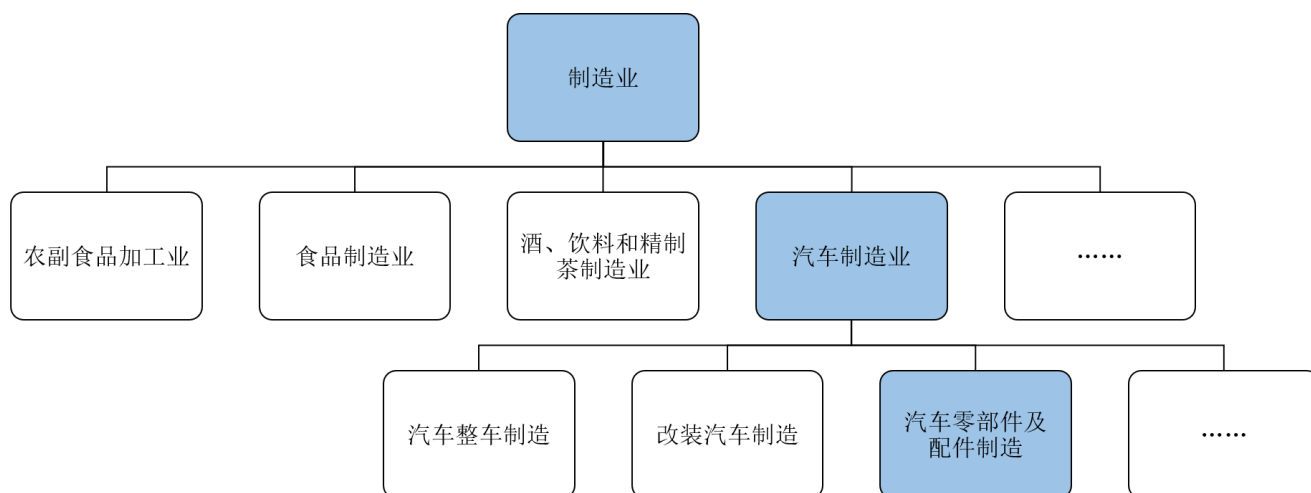 制造业
农副食品加工业
食品制造业
酒、饮料和精制
茶制造业
汽车制造业
……
汽车整车制造
改装汽车制造
汽车零部件及
配件制造
……